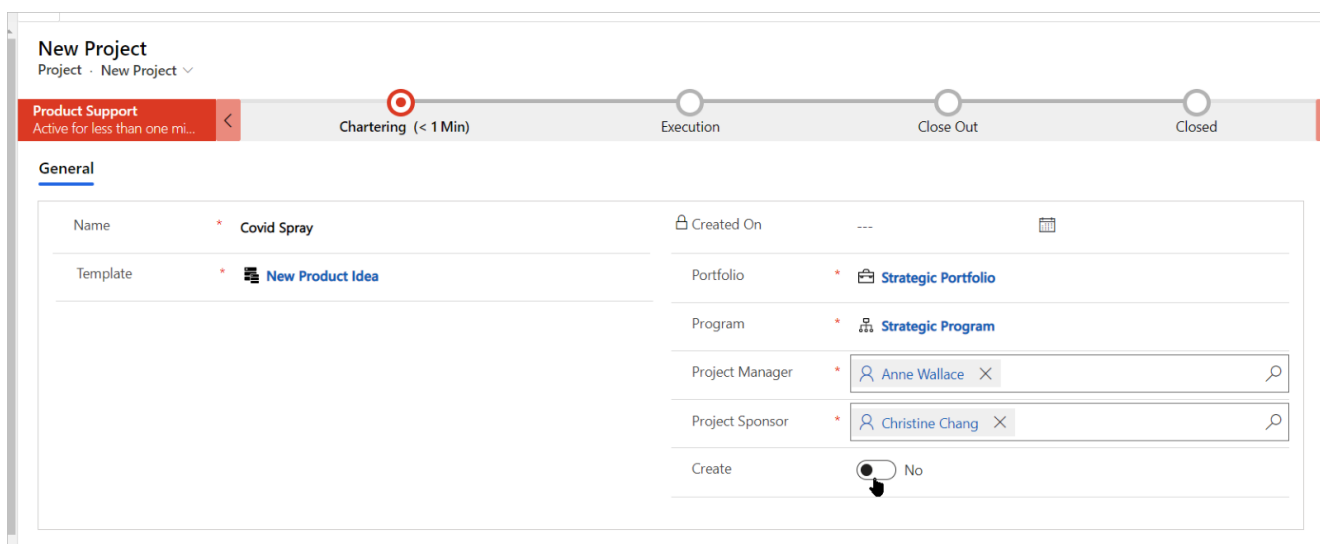 New Project
Project · New Project
Product Support
Active for less than one mi...
Chartering (< 1 Min)
Execution
Close Out
Closed
General
Name * Covid Spray
Template * New Product Idea
Created On ---
Portfolio * Strategic Portfolio
Program * Strategic Program
Project Manager * Anne Wallace
Project Sponsor * Christine Chang
Create No